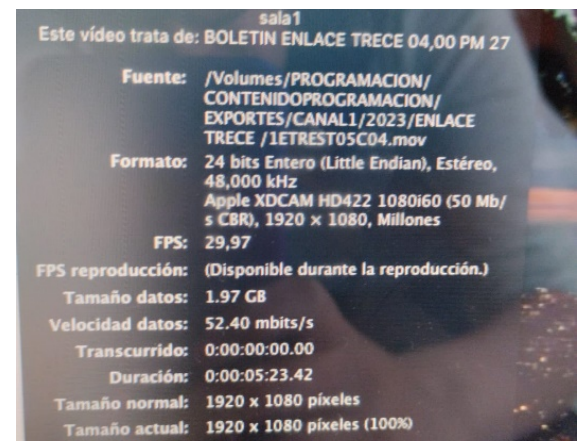 sala1
Este vídeo trata de: BOLETIN ENLACE TRECE 04,00 PM 27
Fuente: /Volumes/PROGRAMACION/
CONTENIDOPROGRAMACION/
EXPORTES/CANAL1/2023/ENLACE
TRECE /1ETREST05C04.mov
Formato: 24 bits Entero (Little Endian), Estéreo,
48,000 kHz
Apple XDCAM HD422 1080i60 (50 Mb/
s CBR), 1920 × 1080, Millones
FPS: 29,97
FPS reproducción: (Disponible durante la reproducción.)
Tamaño datos: 1.97 GB
Velocidad datos: 52.40 mbits/s
Transcurrido: 0:00:00:00.00
Duración: 0:00:05:23.42
Tamaño normal: 1920 x 1080 píxeles
Tamaño actual: 1920 x 1080 píxeles (100%)